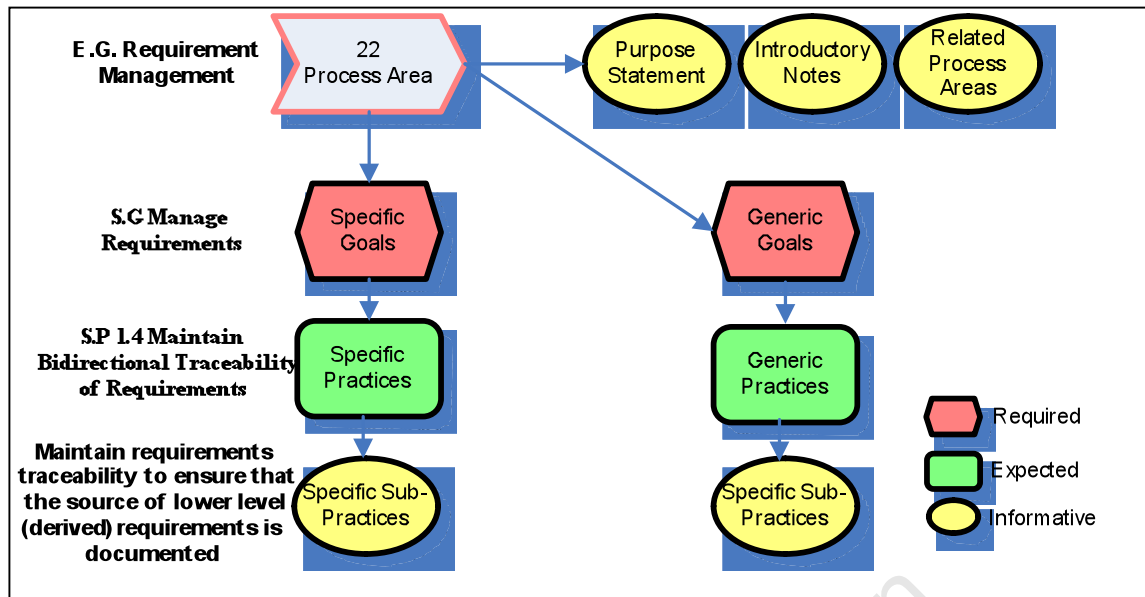 E.G. Requirement
Management
22
Process Area
Purpose
Statement
Introductory
Notes
Related
Process
Areas
S.G Manage
Requirements
Specific
Goals
Generic
Goals
S.P 1.4 Maintain
Bidirectional Traceability
of Requirements
Specific
Practices
Generic
Practices
Maintain requirements
traceability to ensure that
the source of lower level
(derived) requirements is
documented
Specific Sub-
Practices
Specific Sub-
Practices
Required
Expected
Informative